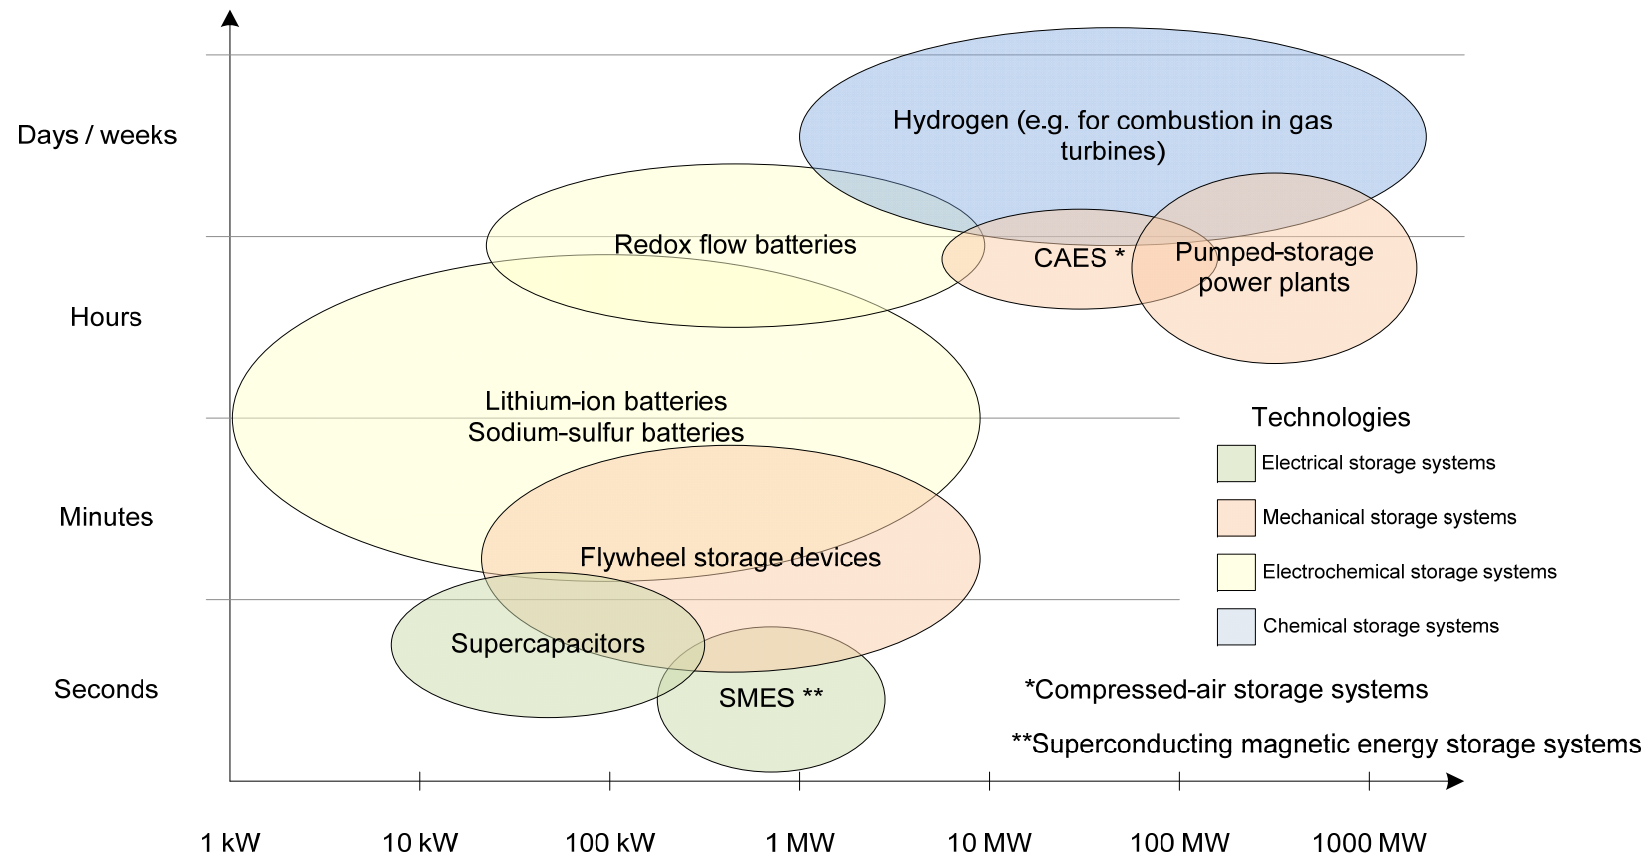 Days / weeks
Hours
Minutes
Seconds
Hydrogen (e.g. for combustion in gas
turbines)
Redox flow batteries
CAES *
Pumped-storage
power plants
Lithium-ion batteries
Sodium-sulfur batteries
Flywheel storage devices
Supercapacitors
SMES **
Technologies
Electrical storage systems
Mechanical storage systems
Electrochemical storage systems
Chemical storage systems
*Compressed-air storage systems
**Superconducting magnetic energy storage systems
1 kW
10 kW
100 kW
1 MW
10 MW
100 MW
1000 MW